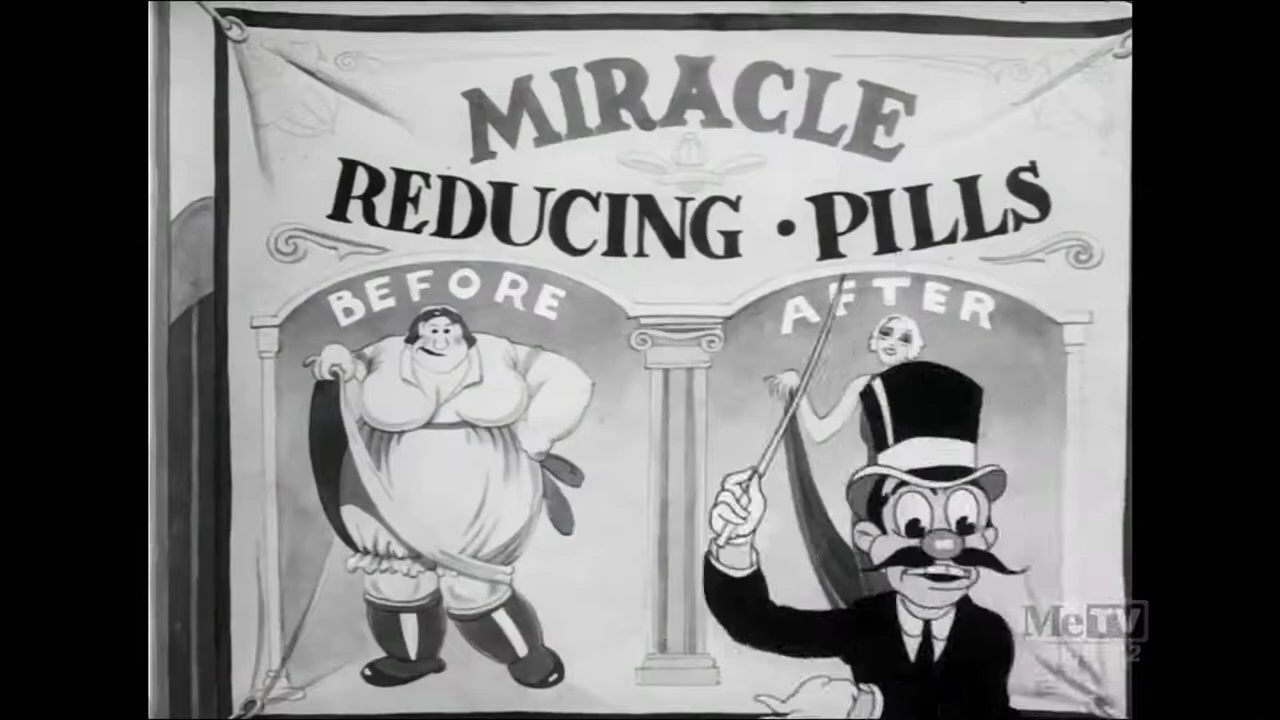 MIRACLE
REDUCING • PILLS
BEFORE
AFTER
MeTV